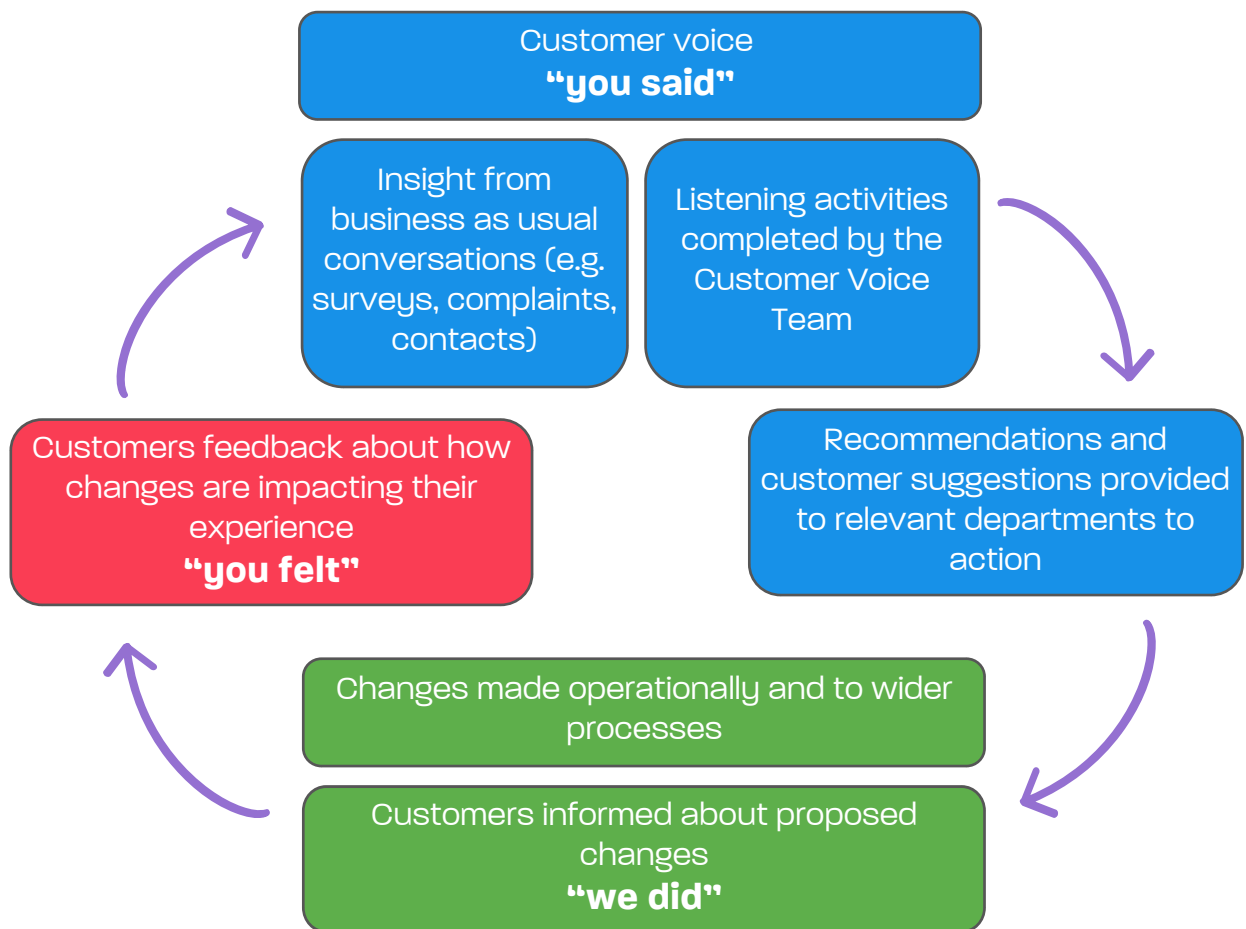 Customer voice
“you said”
Insight from
business as usual
conversations (e.g.
surveys, complaints,
contacts)
Listening activities
completed by the
Customer Voice
Team
Recommendations and
customer suggestions provided
to relevant departments to
action
Changes made operationally and to wider
processes
Customers informed about proposed
changes
“we did”
Customers feedback about how
changes are impacting their
experience
“you felt”